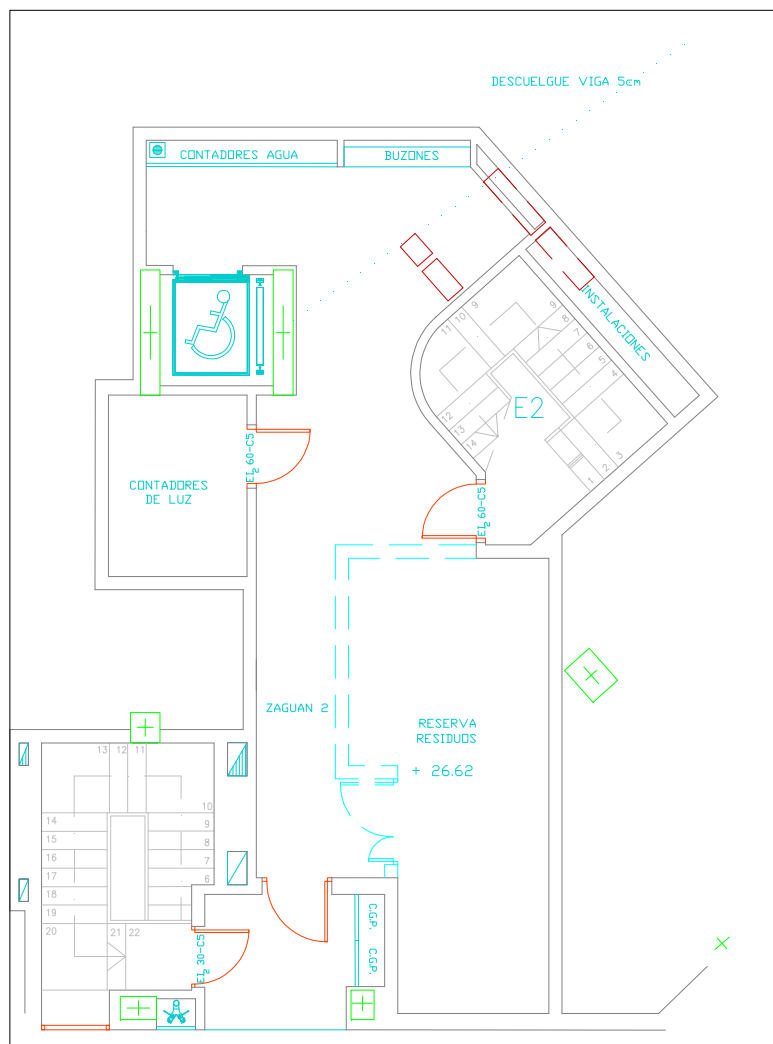 DESCUELGUE VIGA 5cm
CONTADORES AGUA
BUZONES
INSTALACIONES
9
10
11
9
8
7
6
5
4
E2
12
13
14
3
2
1
EI2 60-C5
CONTADORES
DE LUZ
EI2 60-C5
ZAGUAN 2
RESERVA
RESIDUOS
+ 26.62
13 12 11
10
14
9
15
8
16
7
17
6
18
19
20
21 22
EI2 30-C5
C.G.P.
C.G.P.